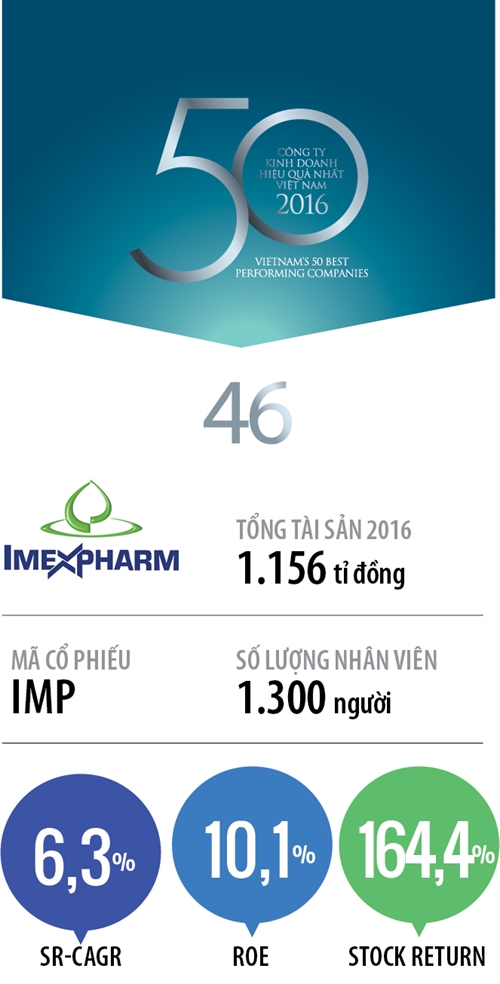 50
CÔNG TY
KINH DOANH
HIỆU QUẢ NHẤT
VIỆT NAM
2016
VIETNAM'S 50 BEST
PERFORMING COMPANIES
46
IMEXPHARM
TỔNG TÀI SẢN 2016
1.156 tỉ đồng
MÃ CỔ PHIẾU
IMP
SỐ LƯỢNG NHÂN VIÊN
1.300 người
6,3%
SR-CAGR
10,1%
ROE
164,4%
STOCK RETURN